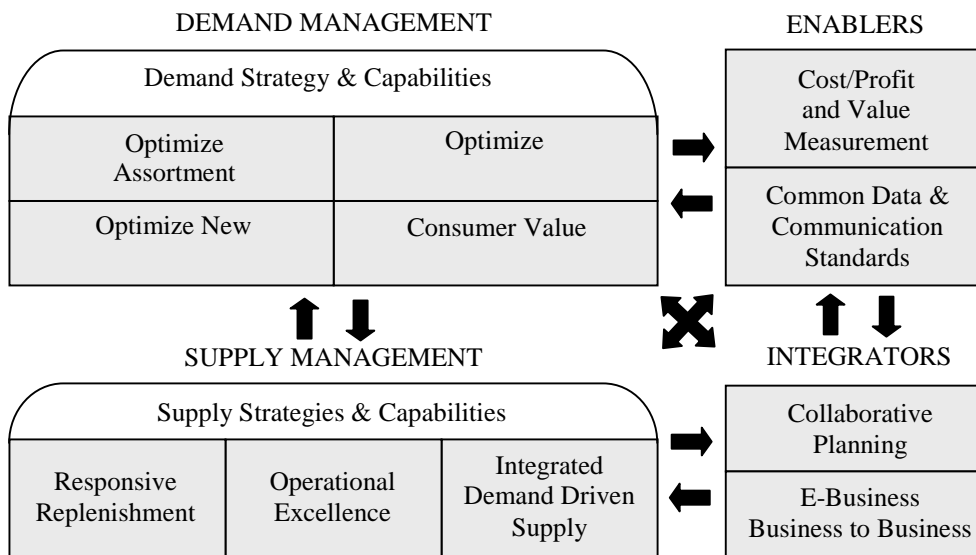 DEMAND MANAGEMENT
Demand Strategy & Capabilities
Optimize
Assortment
Optimize
Optimize New
Consumer Value
ENABLERS
Cost/Profit
and Value
Measurement
Common Data &
Communication
Standards
SUPPLY MANAGEMENT
Supply Strategies & Capabilities
Responsive
Replenishment
Operational
Excellence
Integrated
Demand Driven
Supply
INTEGRATORS
Collaborative
Planning
E-Business
Business to Business